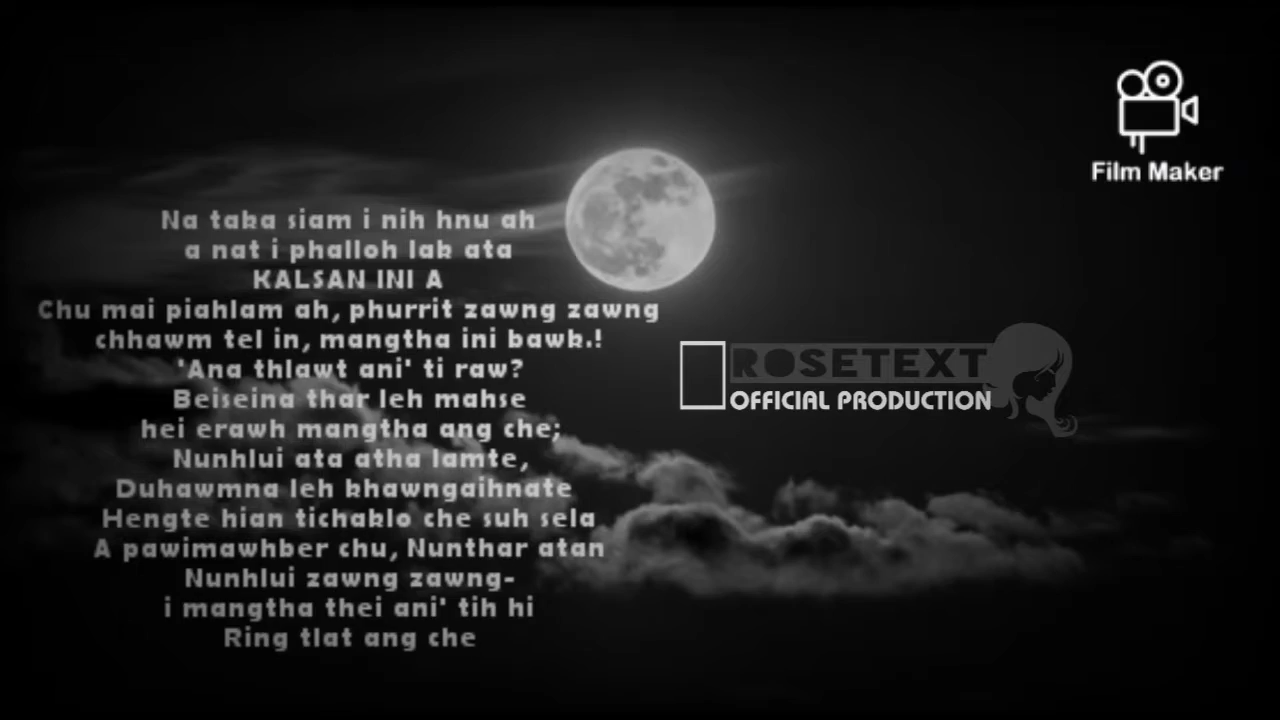 Film Maker
Na taka siam i nih hnu ah
a nat i phalloh lak ata
KALSAN INI A
Chu mai piahlam ah, phurrit zawng zawng
chhawm tel in, mangtha ini bawk.!
'Ana thlawt ani' ti raw?
Beiseina thar leh mahse
hei erawh mangtha ang che;
Nunhlui ata atha lamte,
Duhawmna leh khawngaihnate
Hengte hian tichaklo che suh sela
A pawimawhber chu, Nunthar atan
Nunhlui zawng zawng-
i mangtha thei ani' tih hi
Ring tlat ang che
ROSETEXT
OFFICIAL PRODUCTION